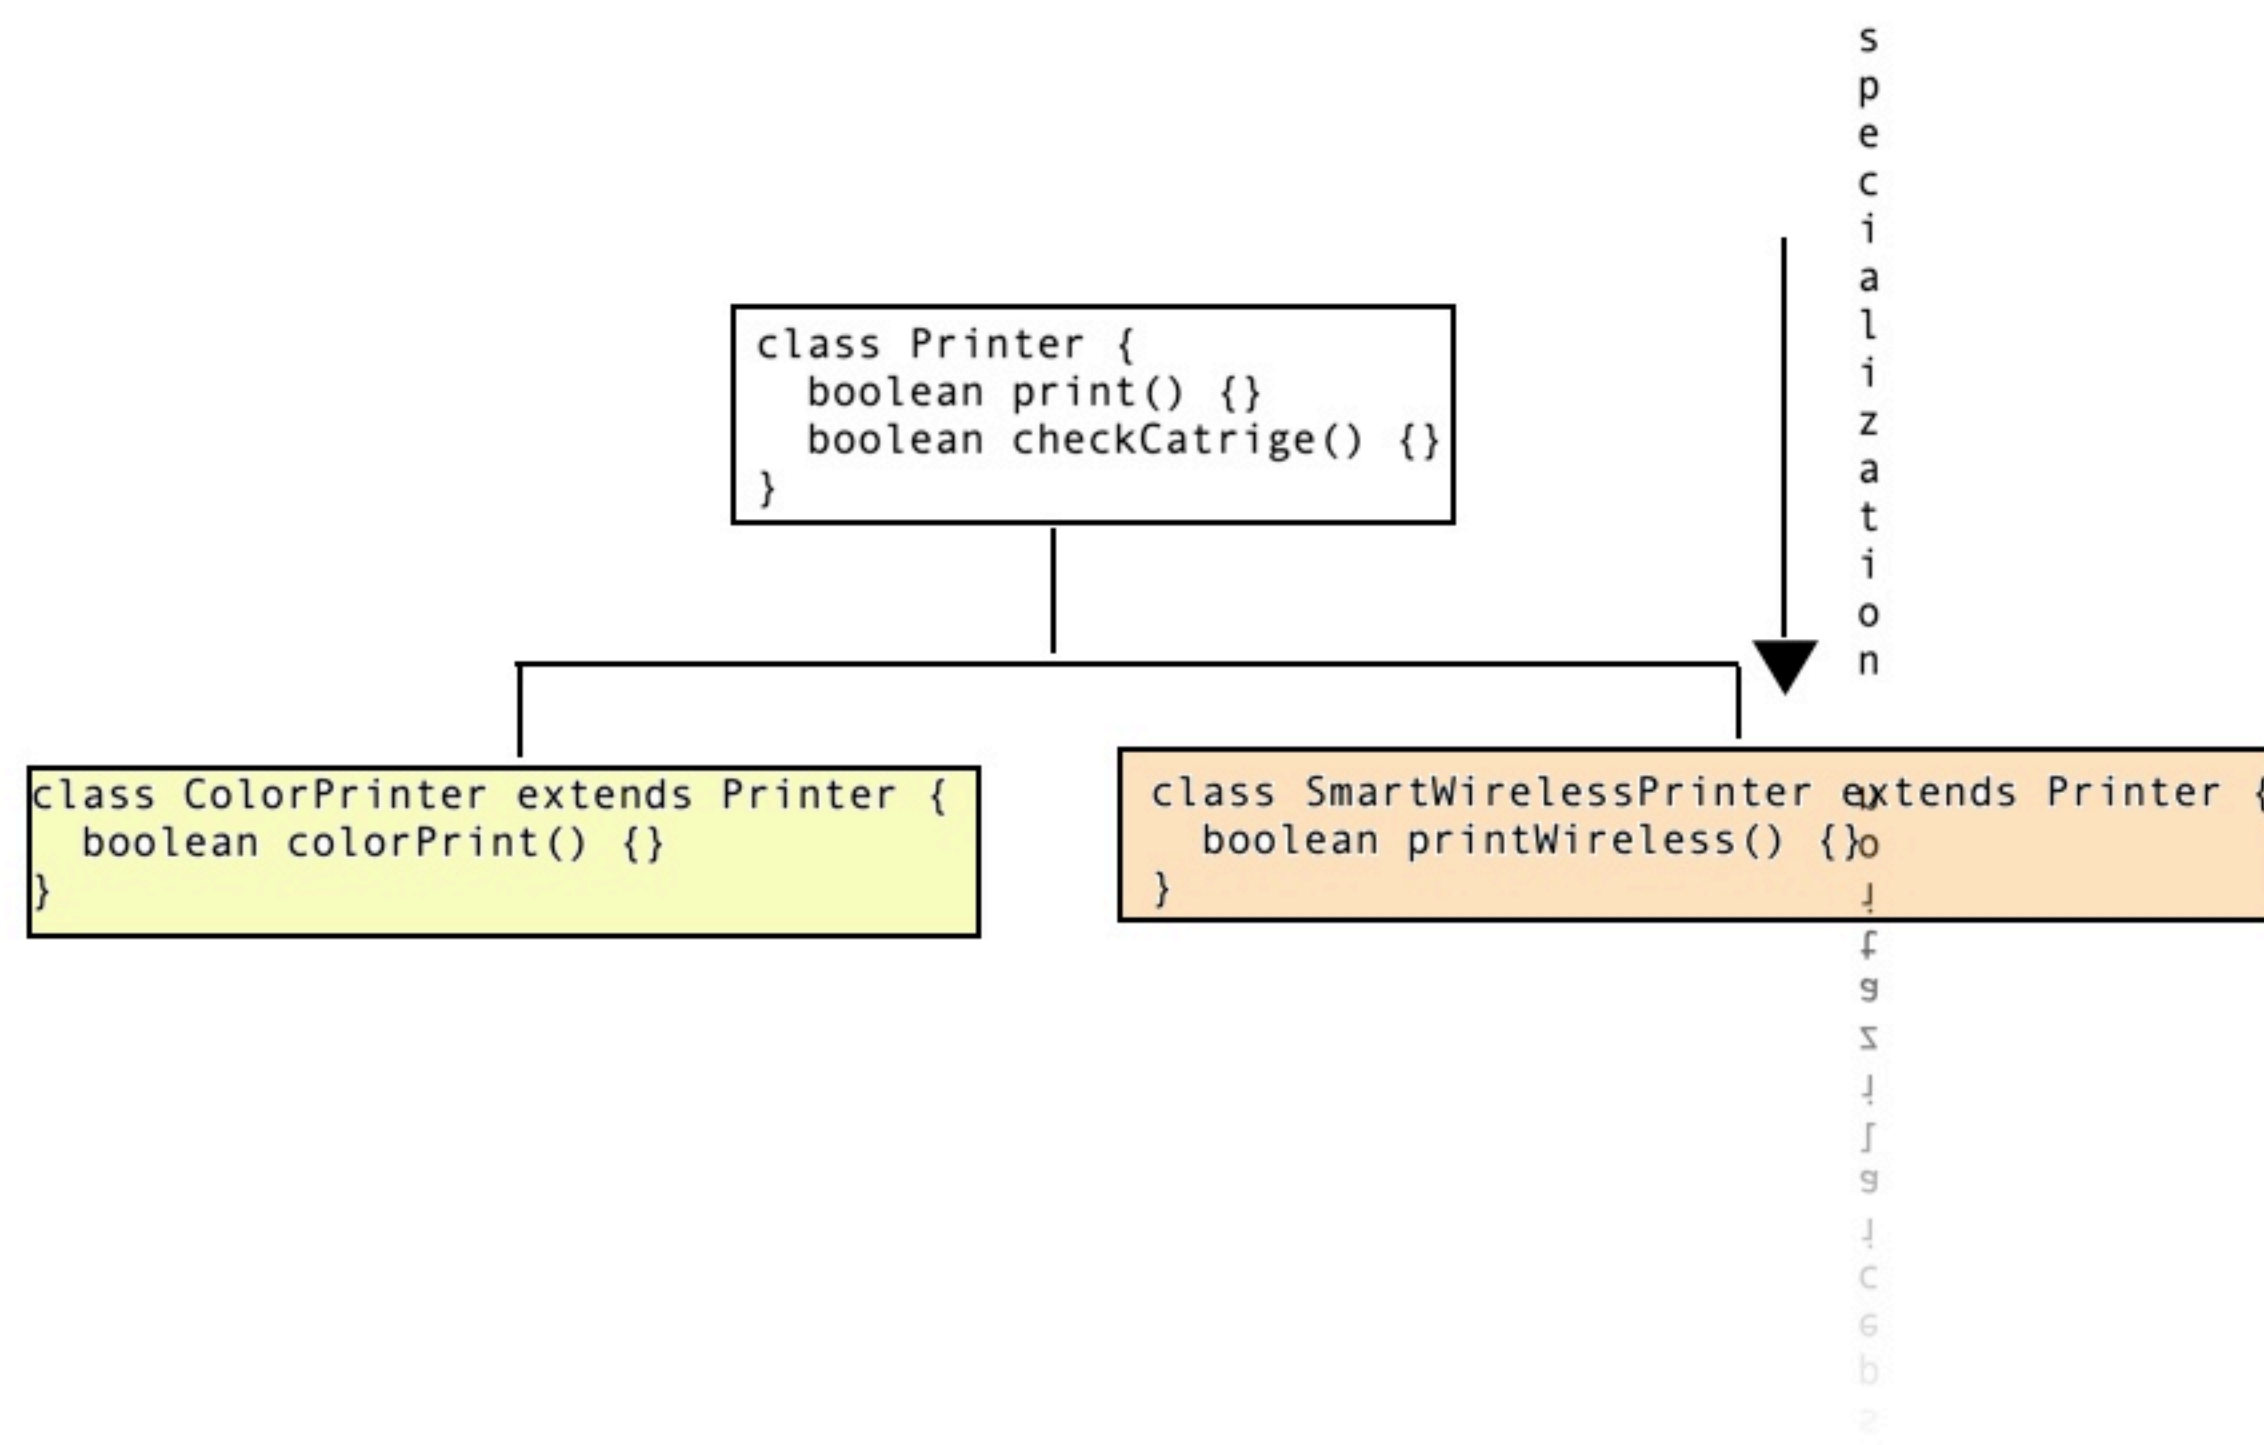 specialization
class Printer {
boolean print() {}
boolean checkCatrige() {}
}
class ColorPrinter extends Printer {
boolean colorPrint() {}
}
class SmartWirelessPrinter extends Printer {
boolean printWireless() {}
}